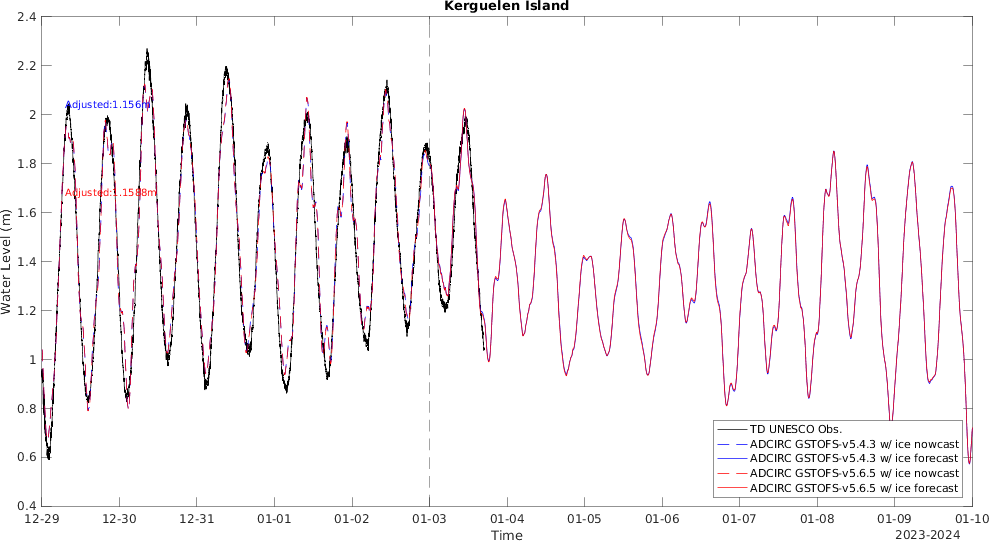 Kerguelen Island
2.4
2.2
2
1.8
1.6
1.4
1.2
1
0.8
0.6
0.4
Water Level (m)
Adjusted:1.156m
Adjusted:1.1588m
TD UNESCO Obs.
ADCIRC GSTOFS-v5.4.3 w/ ice nowcast
ADCIRC GSTOFS-v5.4.3 w/ ice forecast
ADCIRC GSTOFS-v5.6.5 w/ ice nowcast
ADCIRC GSTOFS-v5.6.5 w/ ice forecast
12-29 12-30 12-31 01-01 01-02 01-03 01-04 01-05 01-06 01-07 01-08 01-09 01-10
Time
2023-2024